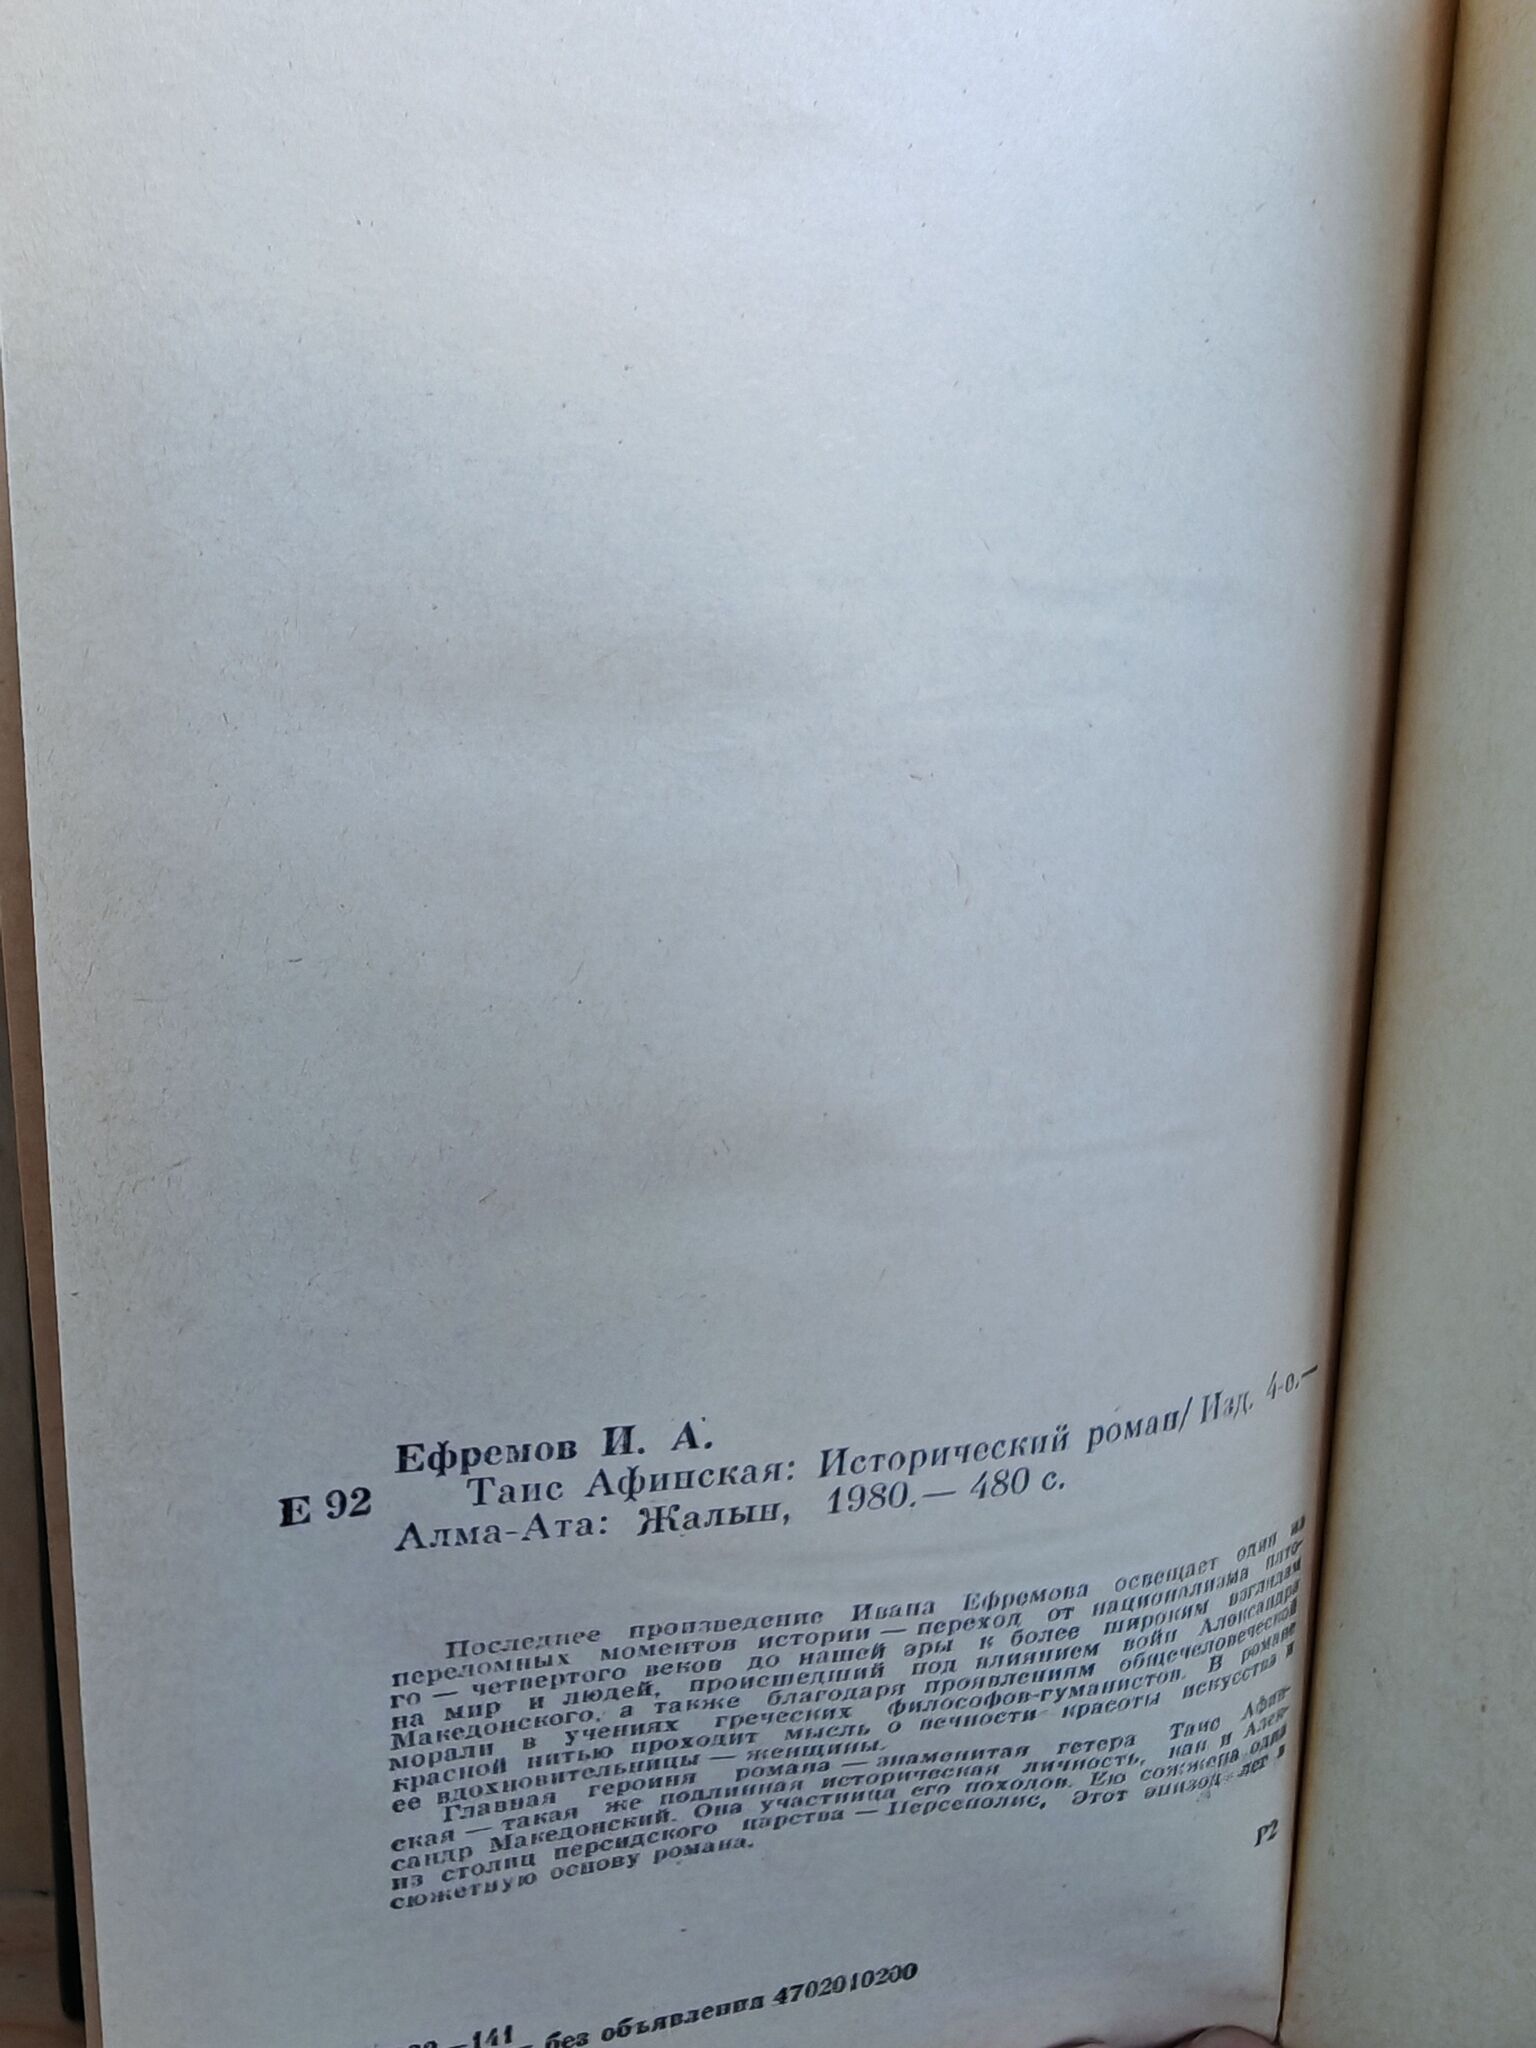 Ефремов И. А.
Е 92
Таис Афинская: Исторический роман/ Изд. 4-е.—
Алма-Ата: Жалын, 1980.— 480 с.
Последнее произведение Ивана Ефремова освещает один из
переломных моментов истории — переход от национализма пято-
го — четвертого веков до нашей эры к более широким взглядам
на мир и людей, происшедший под влиянием войн Александра
Македонского, а также благодаря проявлениям общечеловеческой
морали в учениях греческих философов-гуманистов. В романе
красной нитью проходит мысль о вечности красоты искусства и
ее вдохновительницы — женщины.
Главная героиня романа — знаменитая гетера Таис Афин-
ская — такая же подлинная историческая личность, как и Алек-
сандр Македонский. Она участница его походов. Ею сожжена одна
из столиц персидского царства — Персеполис. Этот эпизод лег в
сюжетную основу романа.
Р2
—141
— без объявления 4702010200